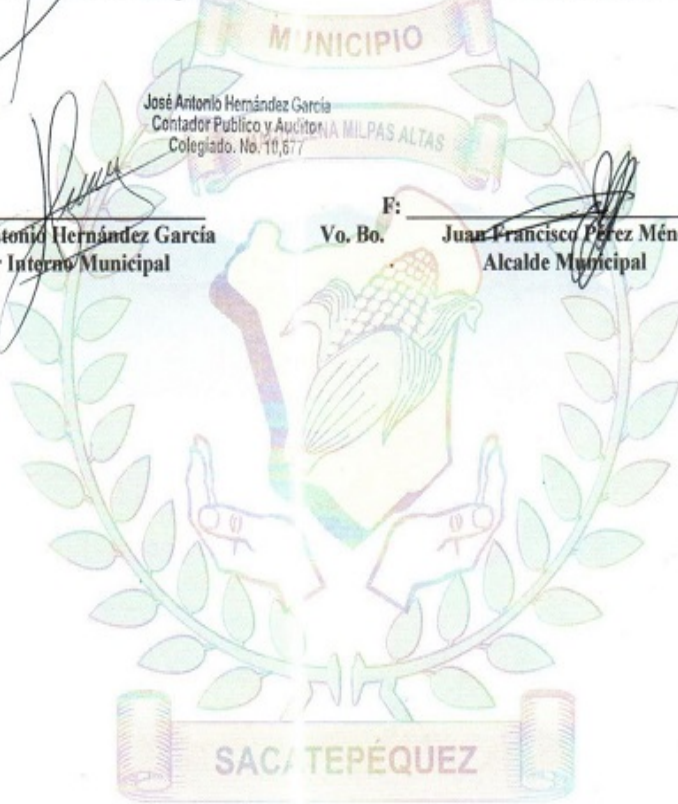 MUNICIPIO
José Antonio Hernández García
Contador Publico y Auditor
Colegiado. No. 10,677
MILPAS ALTAS
F:
Hernández García
Vo. Bo. Juan Francisco Pérez
Interno Municipal
Alcalde Municipal
SACATEPÉQUEZ